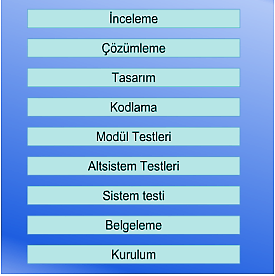 İnceleme
Çözümleme
Tasarım
Kodlama
Modül Testleri
Altsistem Testleri
Sistem testi
Belgeleme
Kurulum